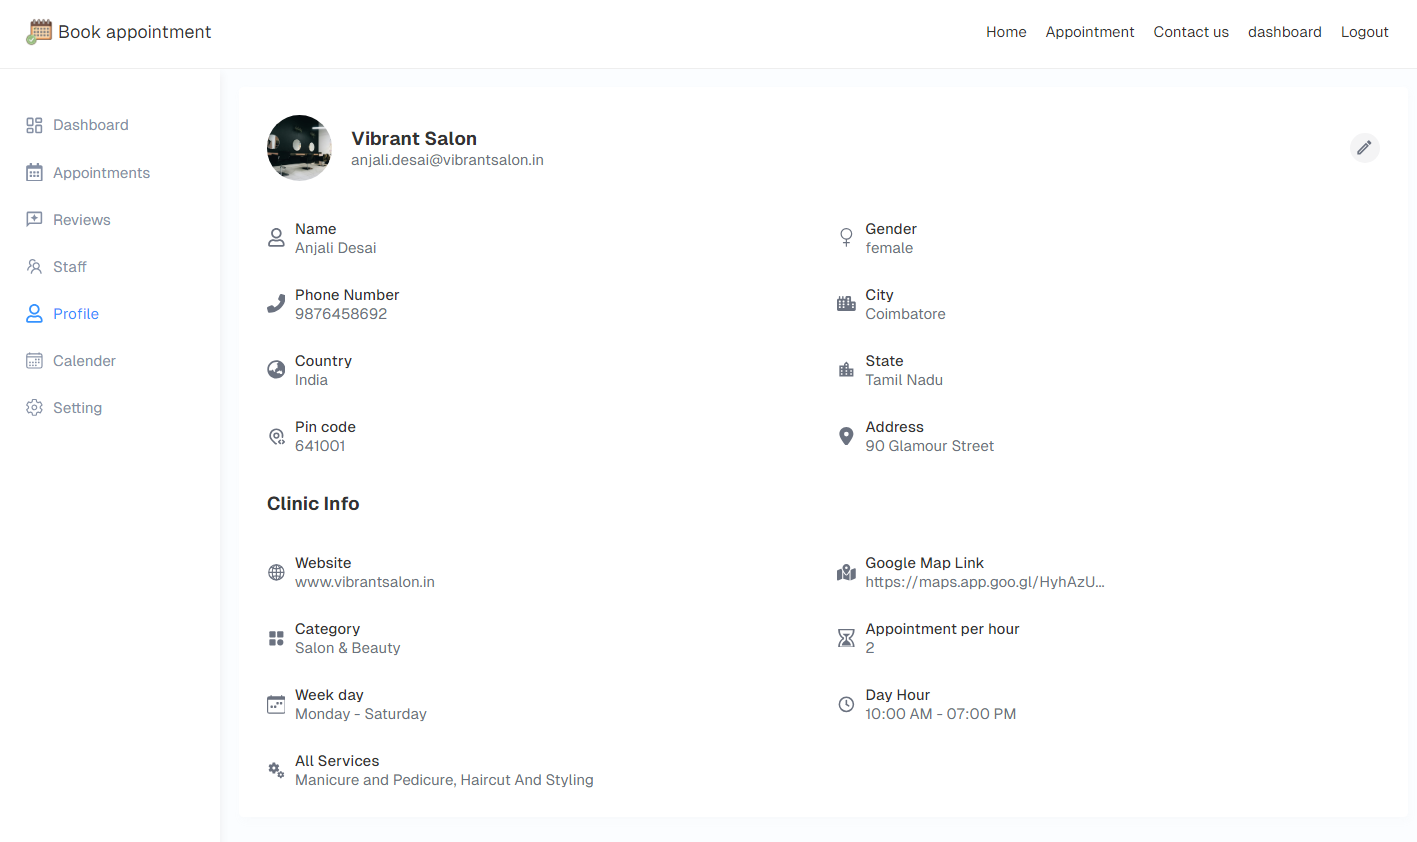 Book appointment
Home Appointment Contact us dashboard Logout
Dashboard
Appointments
Reviews
Staff
Profile
Calender
Setting
Vibrant Salon
anjali.desai@vibrantsalon.in
Name
Anjali Desai
Gender
female
Phone Number
9876458692
City
Coimbatore
Country
India
State
Tamil Nadu
Pin code
641001
Address
90 Glamour Street
Clinic Info
Website
www.vibrantsalon.in
Google Map Link
https://maps.app.goo.gl/HyhAzU...
Category
Salon & Beauty
Appointment per hour
2
Week day
Monday - Saturday
Day Hour
10:00 AM - 07:00 PM
All Services
Manicure and Pedicure, Haircut And Styling